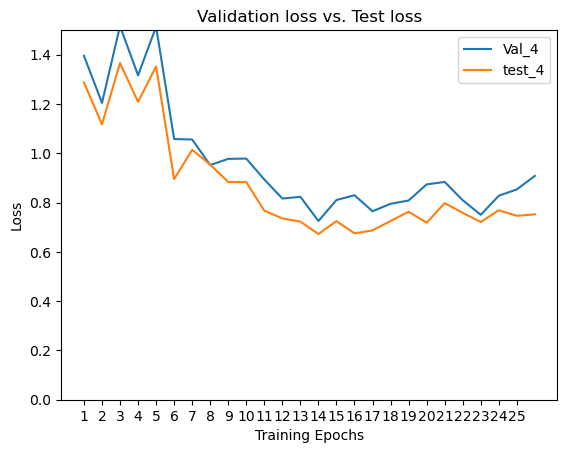 Validation loss vs. Test loss
Val_4
test_4
1.4
1.2
1.0
0.8
0.6
0.4
0.2
0.0
Loss
1 2 3 4 5 6 7 8 9 10 11 12 13 14 15 16 17 18 19 20 21 22 23 24 25
Training Epochs